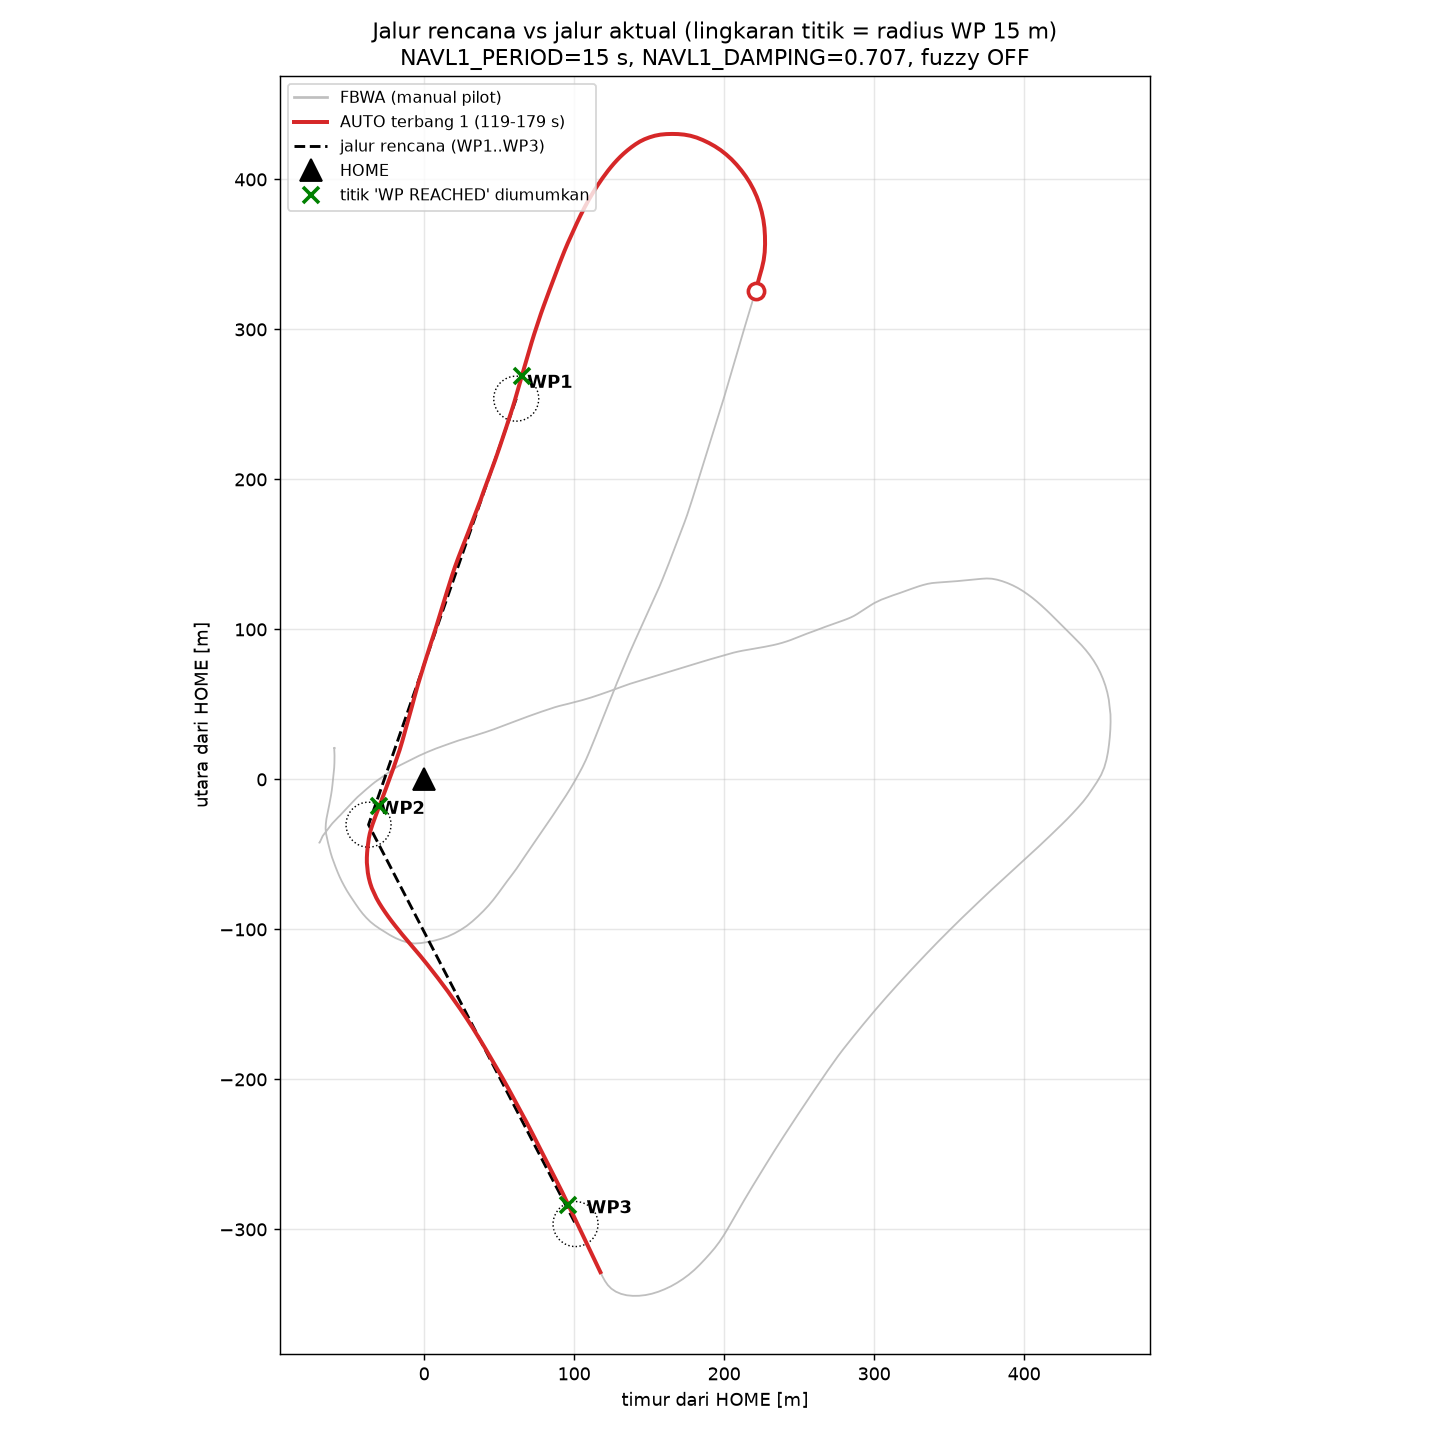 Jalur rencana vs jalur aktual (lingkaran titik = radius WP 15 m)
NAVL1_PERIOD=15 s, NAVL1_DAMPING=0.707, fuzzy OFF
FBWA (manual pilot)
AUTO terbang 1 (119-179 s)
jalur rencana (WP1..WP3)
HOME
titik 'WP REACHED' diumumkan
400
300
200
100
0
−100
−200
−300
utara dari HOME [m]
WP1
WP2
WP3
0
100
200
300
400
timur dari HOME [m]